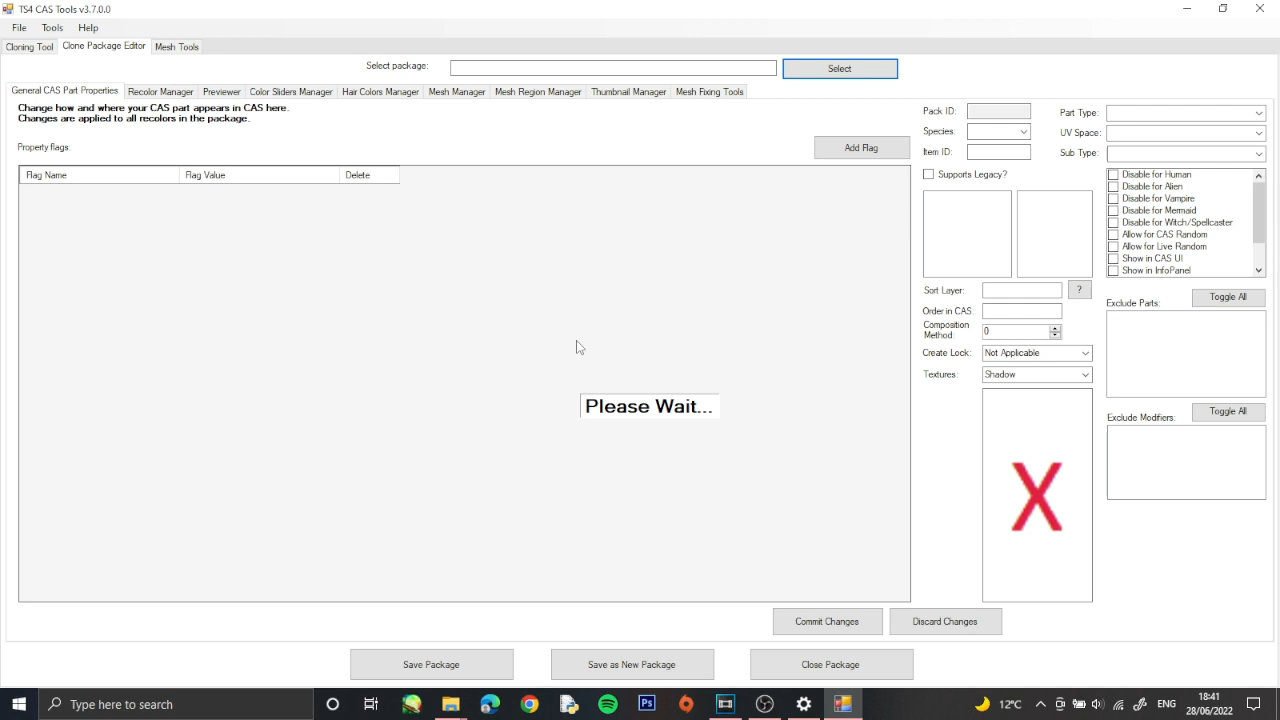 TS4 CAS Tools v3.7.0.0
File Tools Help
Cloning Tool Clone Package Editor Mesh Tools
Select package: Select
General CAS Part Properties Recolor Manager Previewer Color Sliders Manager Hair Colors Manager Mesh Manager Mesh Region Manager Thumbnail Manager Mesh Fixing Tools
Change how and where your CAS part appears in CAS here.
Changes are applied to all recolors in the package.
Property flags: Add Flag
Flag Name Flag Value Delete
Please Wait...
Pack ID: Part Type:
Species: UV Space:
Item ID: Sub Type:
Supports Legacy?
Disable for Human
Disable for Alien
Disable for Vampire
Disable for Mermaid
Disable for Witch/Spellcaster
Allow for CAS Random
Allow for Live Random
Show in CAS UI
Show in InfoPanel
Sort Layer: ?
Order in CAS:
Composition
Method: 0
Create Lock: Not Applicable
Textures: Shadow
X
Exclude Parts: Toggle All
Exclude Modifiers: Toggle All
Commit Changes Discard Changes
Save Package Save as New Package Close Package
Type here to search
Ps
12°C
ENG
18:41
28/06/2022